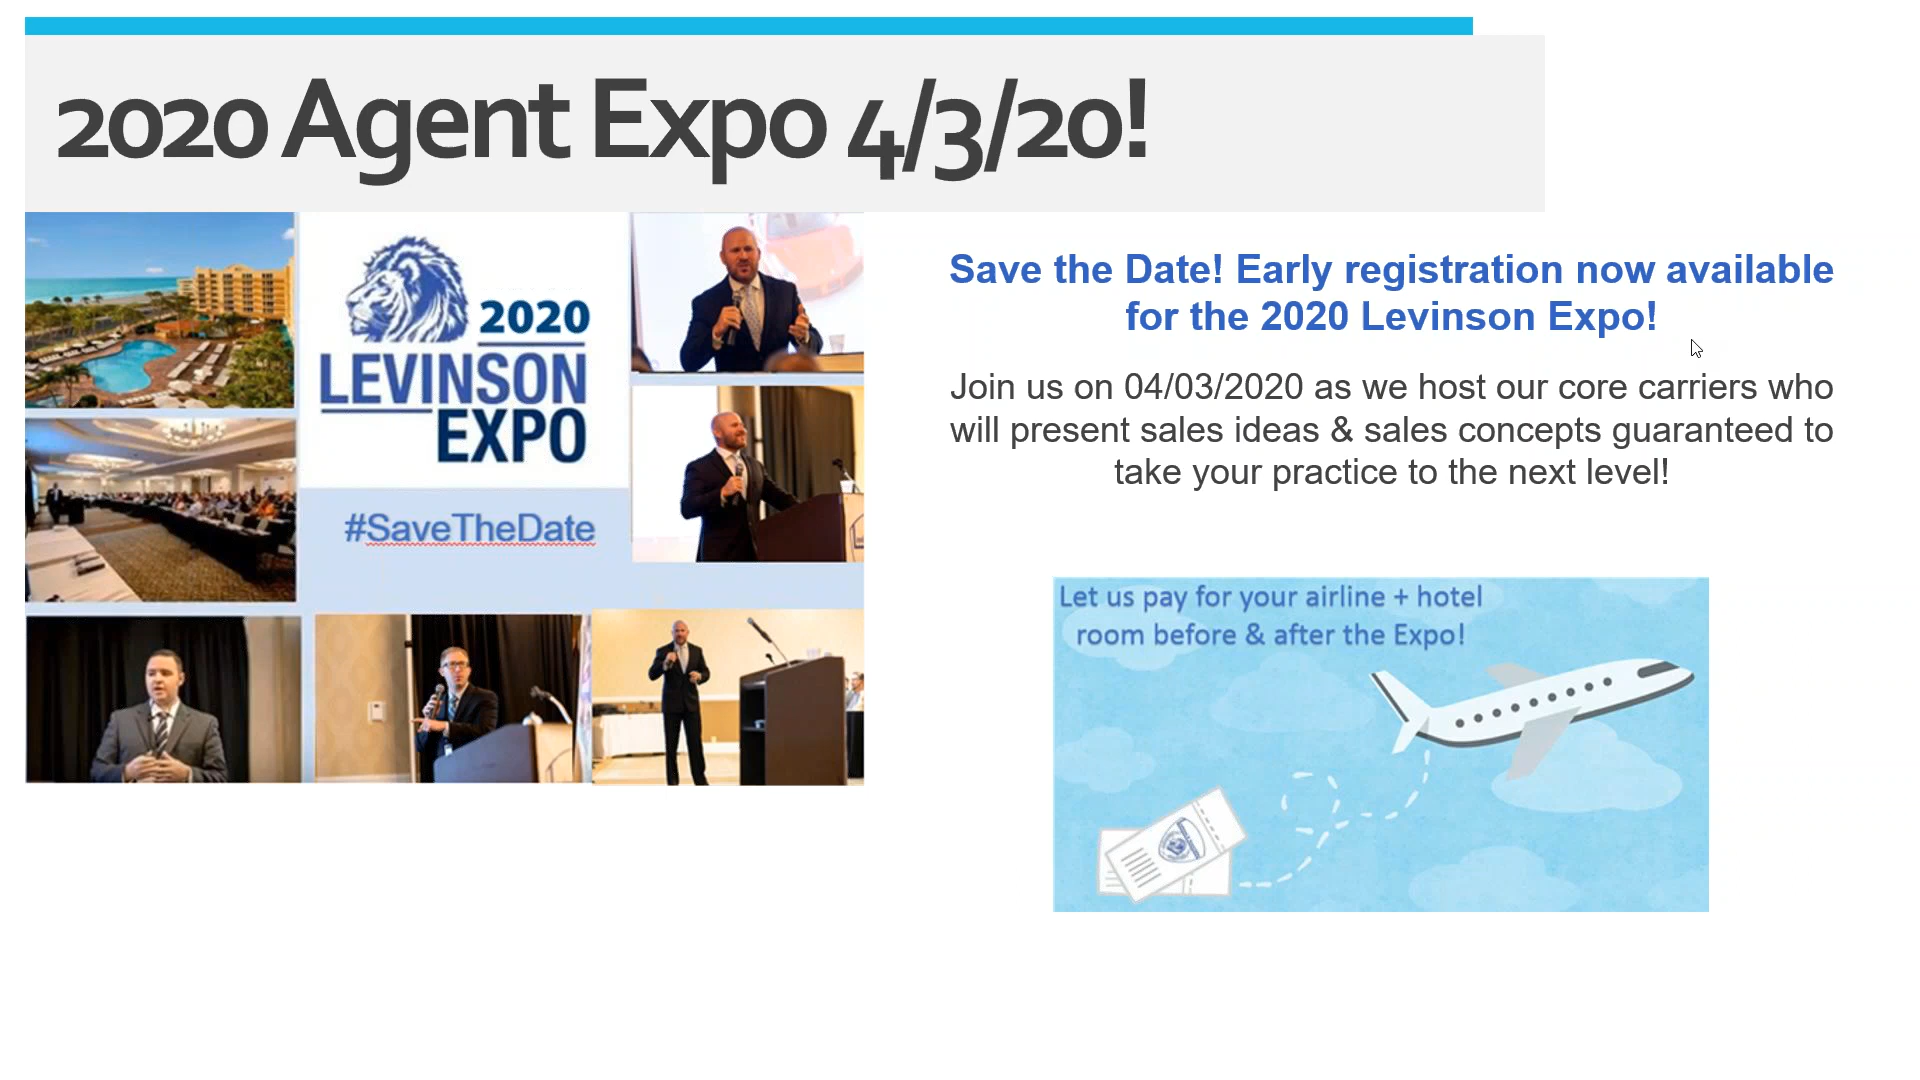 2020 Agent Expo 4/3/20!
2020
LEVINSON
EXPO
#SaveTheDate
Save the Date! Early registration now available
for the 2020 Levinson Expo!
Join us on 04/03/2020 as we host our core carriers who
will present sales ideas & sales concepts guaranteed to
take your practice to the next level!
Let us pay for your airline + hotel
room before & after the Expo!